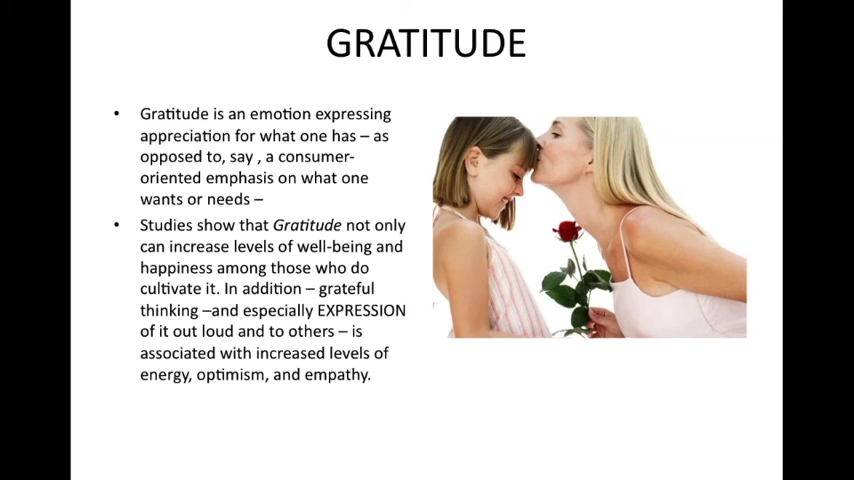 GRATITUDE
• Gratitude is an emotion expressing
appreciation for what one has – as
opposed to, say , a consumer-
oriented emphasis on what one
wants or needs –
• Studies show that Gratitude not only
can increase levels of well-being and
happiness among those who do
cultivate it. In addition – grateful
thinking –and especially EXPRESSION
of it out loud and to others – is
associated with increased levels of
energy, optimism, and empathy.